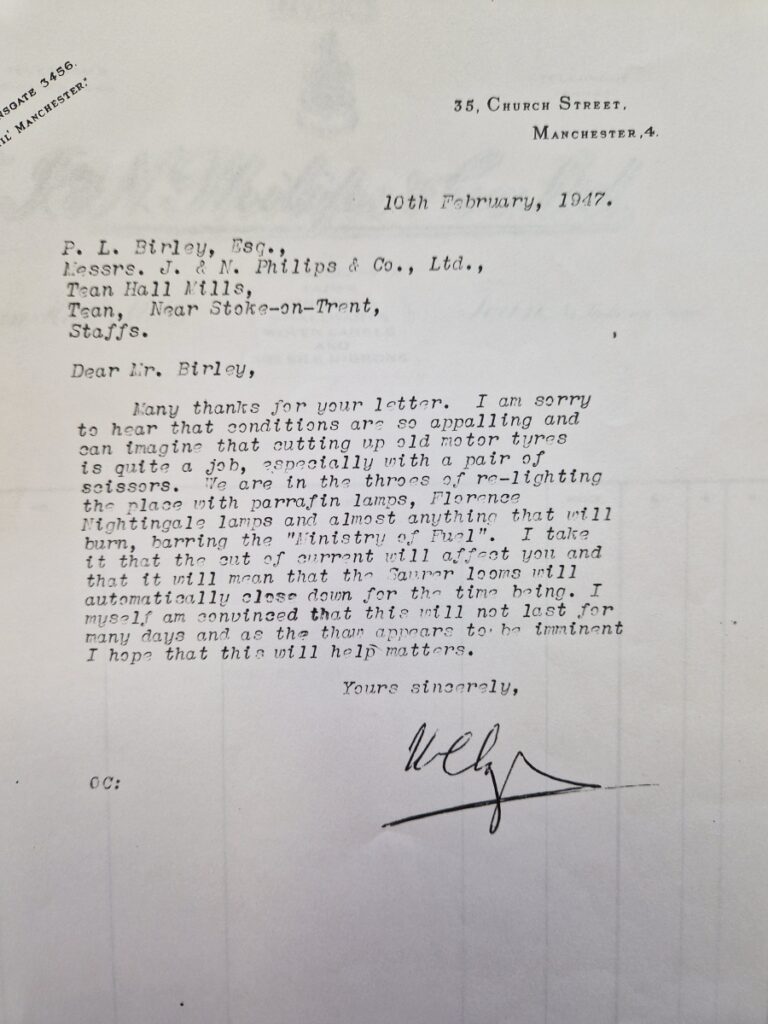 NSGATE 3456.
MANCHESTER."
35, CHURCH STREET,
MANCHESTER, 4.
10th February, 1947.
P. L. Birley, Esq.,
Messrs. J. & N. Philips & Co., Ltd.,
Tean Hall Mills,
Tean, Near Stoke-on-Trent,
Staffs.
Dear Mr. Birley,
Many thanks for your letter. I am sorry
to hear that conditions are so appalling and
can imagine that cutting up old motor tyres
is quite a job, especially with a pair of
scissors. We are in the throes of re-lighting
the place with parrafin lamps, Florence
Nightingale lamps and almost anything that will
burn, barring the "Ministry of Fuel". I take
it that the cut of current will affect you and
that it will mean that the Saurer looms will
automatically close down for the time being. I
myself am convinced that this will not last for
many days and as the thaw appears to be imminent
I hope that this will help matters.
Yours sincerely,
OC: